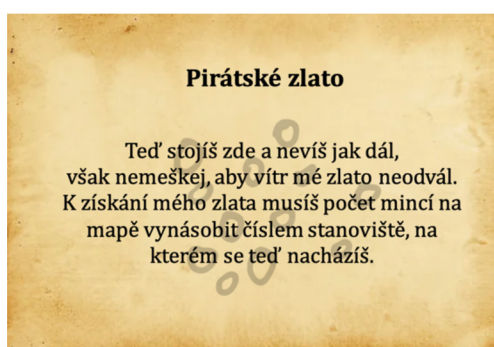 Pirátské zlato
Teď stojíš zde a nevíš jak dál,
však nemeškej, aby vítr mé zlato neodvál.
K získání mého zlata musíš počet mincí na
mapě vynásobit číslem stanoviště, na
kterém se teď nacházíš.